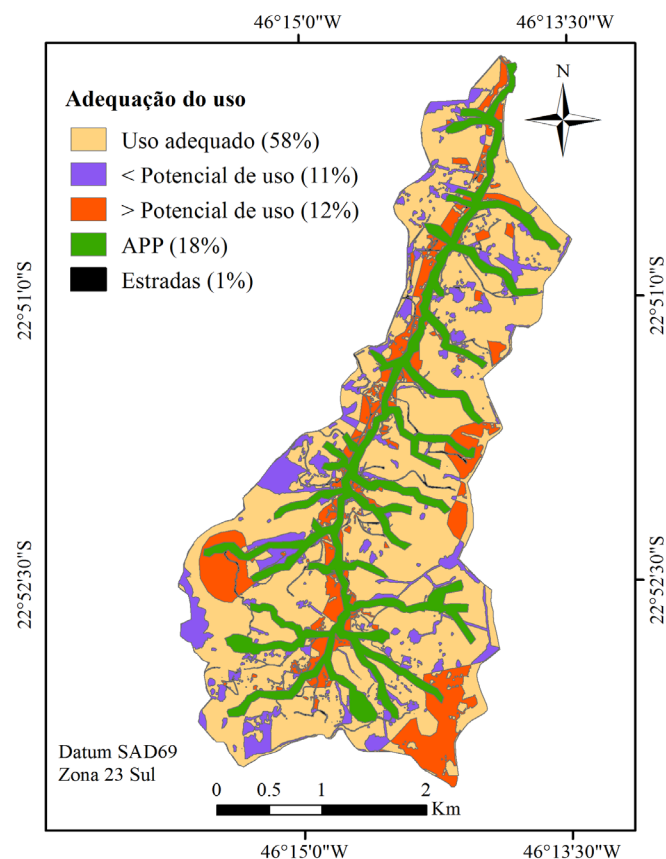 46°15'0"W
46°13'30"W
N
Adequação do uso
Uso adequado (58%)
< Potencial de uso (11%)
> Potencial de uso (12%)
APP (18%)
Estradas (1%)
22°51'0"S
22°51'0"S
22°52'30"S
22°52'30"S
Datum SAD69
Zona 23 Sul
0 0.5 1 2
Km
46°15'0"W
46°13'30"W